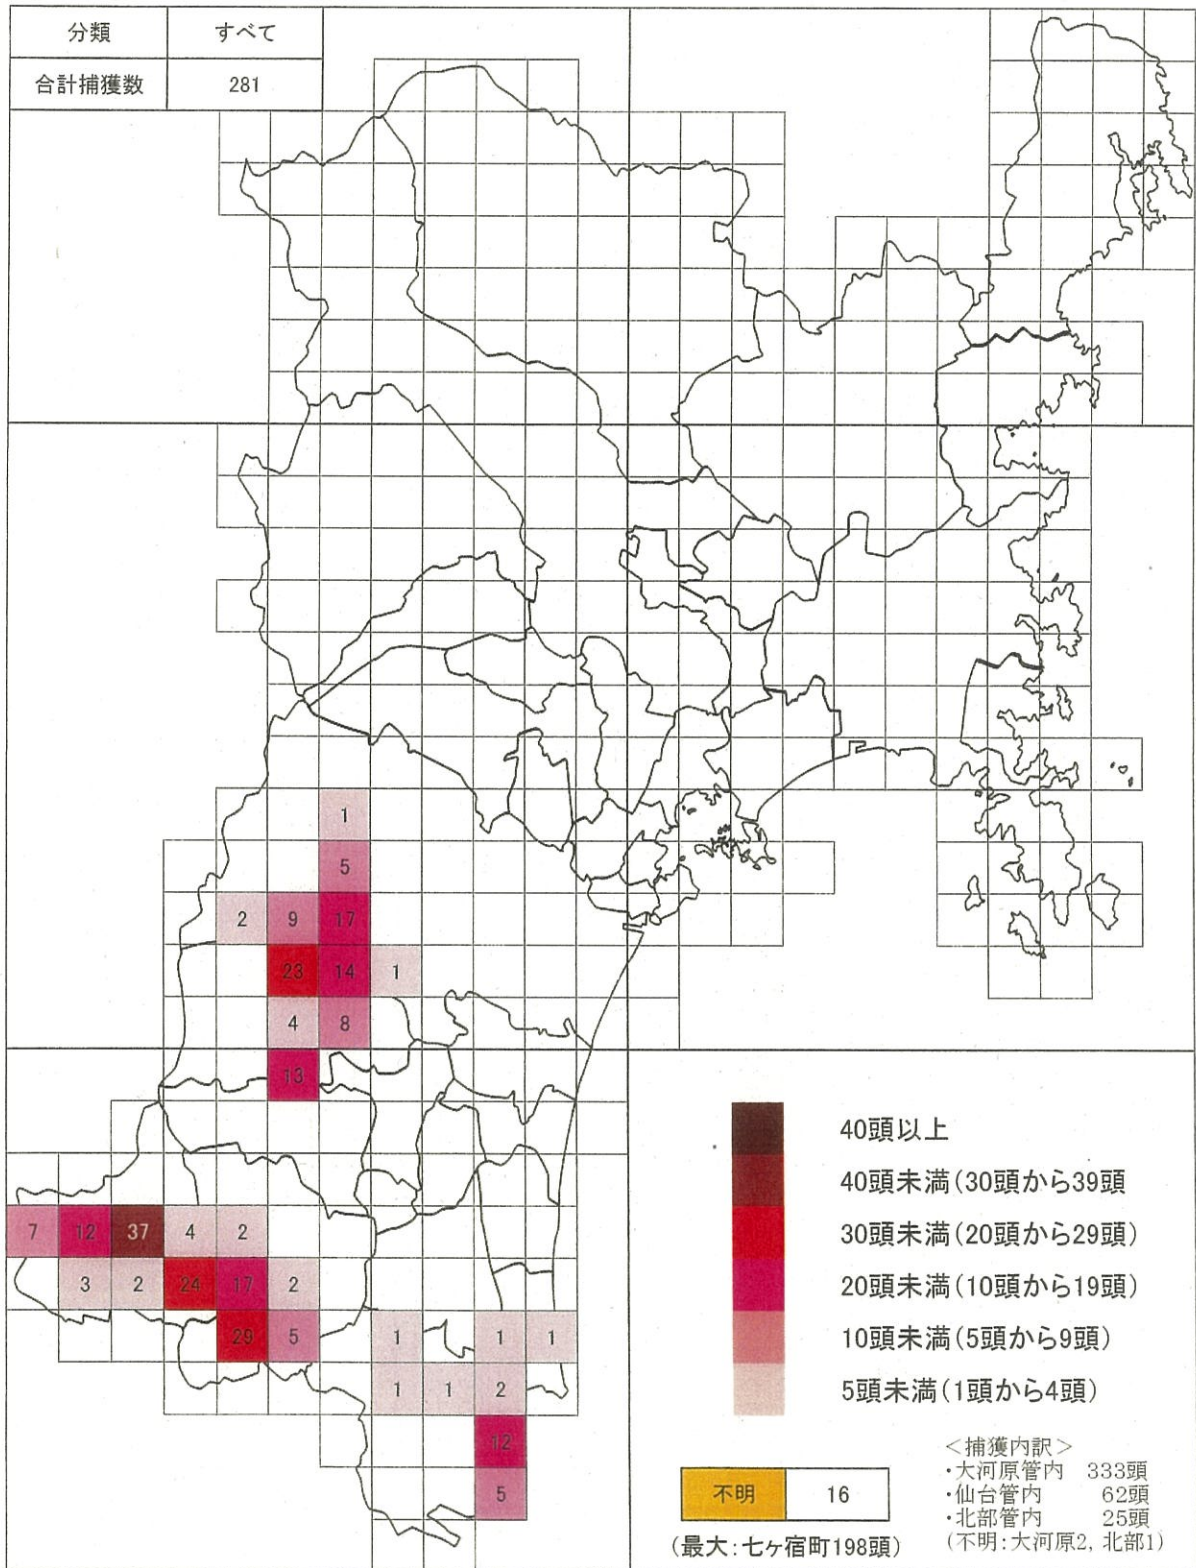 分類 すべて
合計捕獲数 281
1
5
2 9 17
23 14 1
4 8
13
7 12 37 4 2
3 2 24 17 2
29 5 1 1 1
1 1 2
12
5
40頭以上
40頭未満(30頭から39頭
30頭未満(20頭から29頭)
20頭未満(10頭から19頭)
10頭未満(5頭から9頭)
5頭未満(1頭から4頭)
不明 16
(最大:七ヶ宿町198頭)
<捕獲内訳>
・大河原管内 333頭
・仙台管内 62頭
・北部管内 25頭
(不明:大河原2, 北部1)